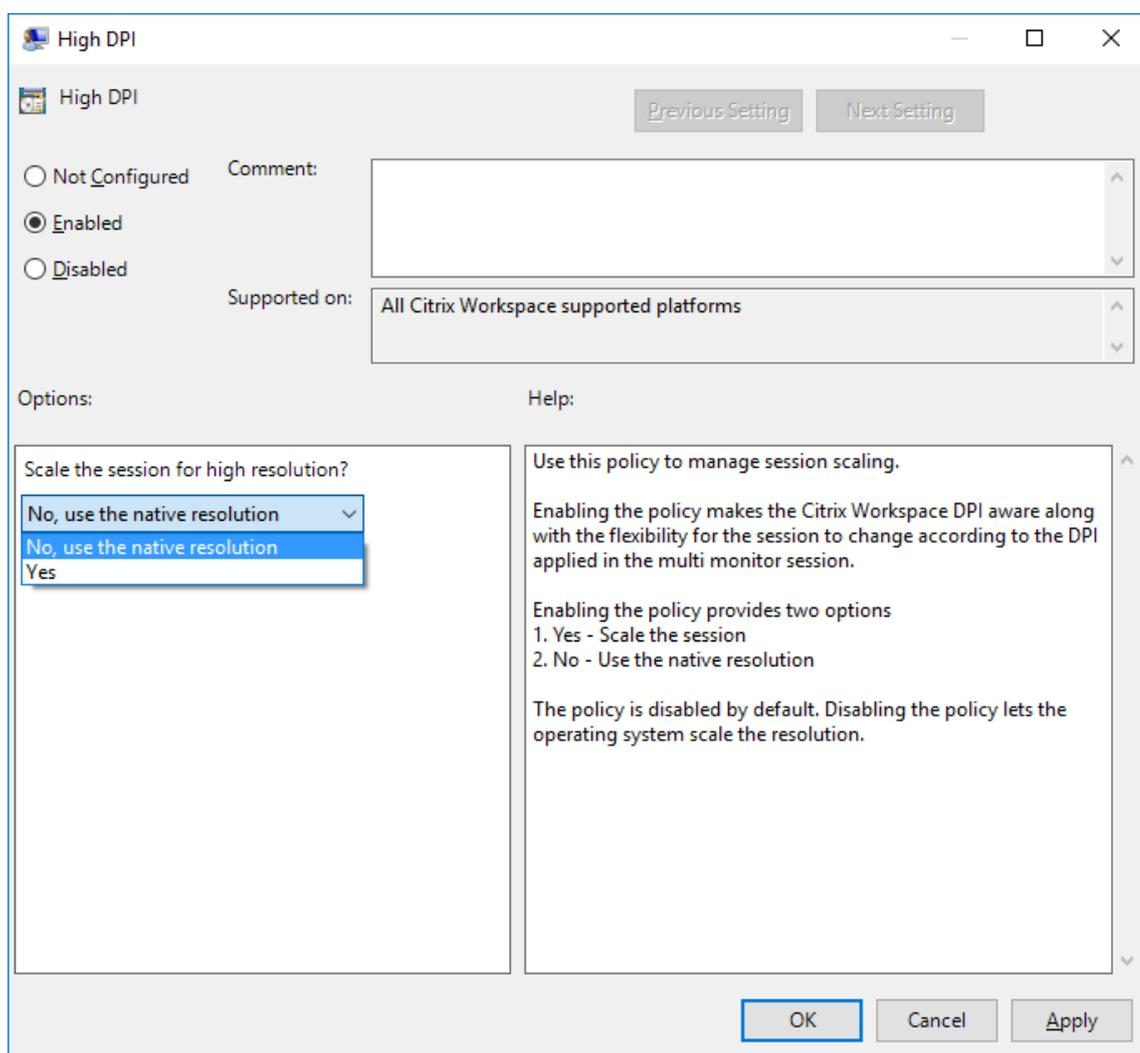 High DPI
High DPI
Previous Setting
Next Setting
Not Configured
Enabled
Disabled
Comment:
Supported on:
All Citrix Workspace supported platforms
Options:
Help:
Scale the session for high resolution?
No, use the native resolution
No, use the native resolution
Yes
Use this policy to manage session scaling.
Enabling the policy makes the Citrix Workspace DPI aware along
with the flexibility for the session to change according to the DPI
applied in the multi monitor session.
Enabling the policy provides two options
1. Yes - Scale the session
2. No - Use the native resolution
The policy is disabled by default. Disabling the policy lets the
operating system scale the resolution.
OK
Cancel
Apply